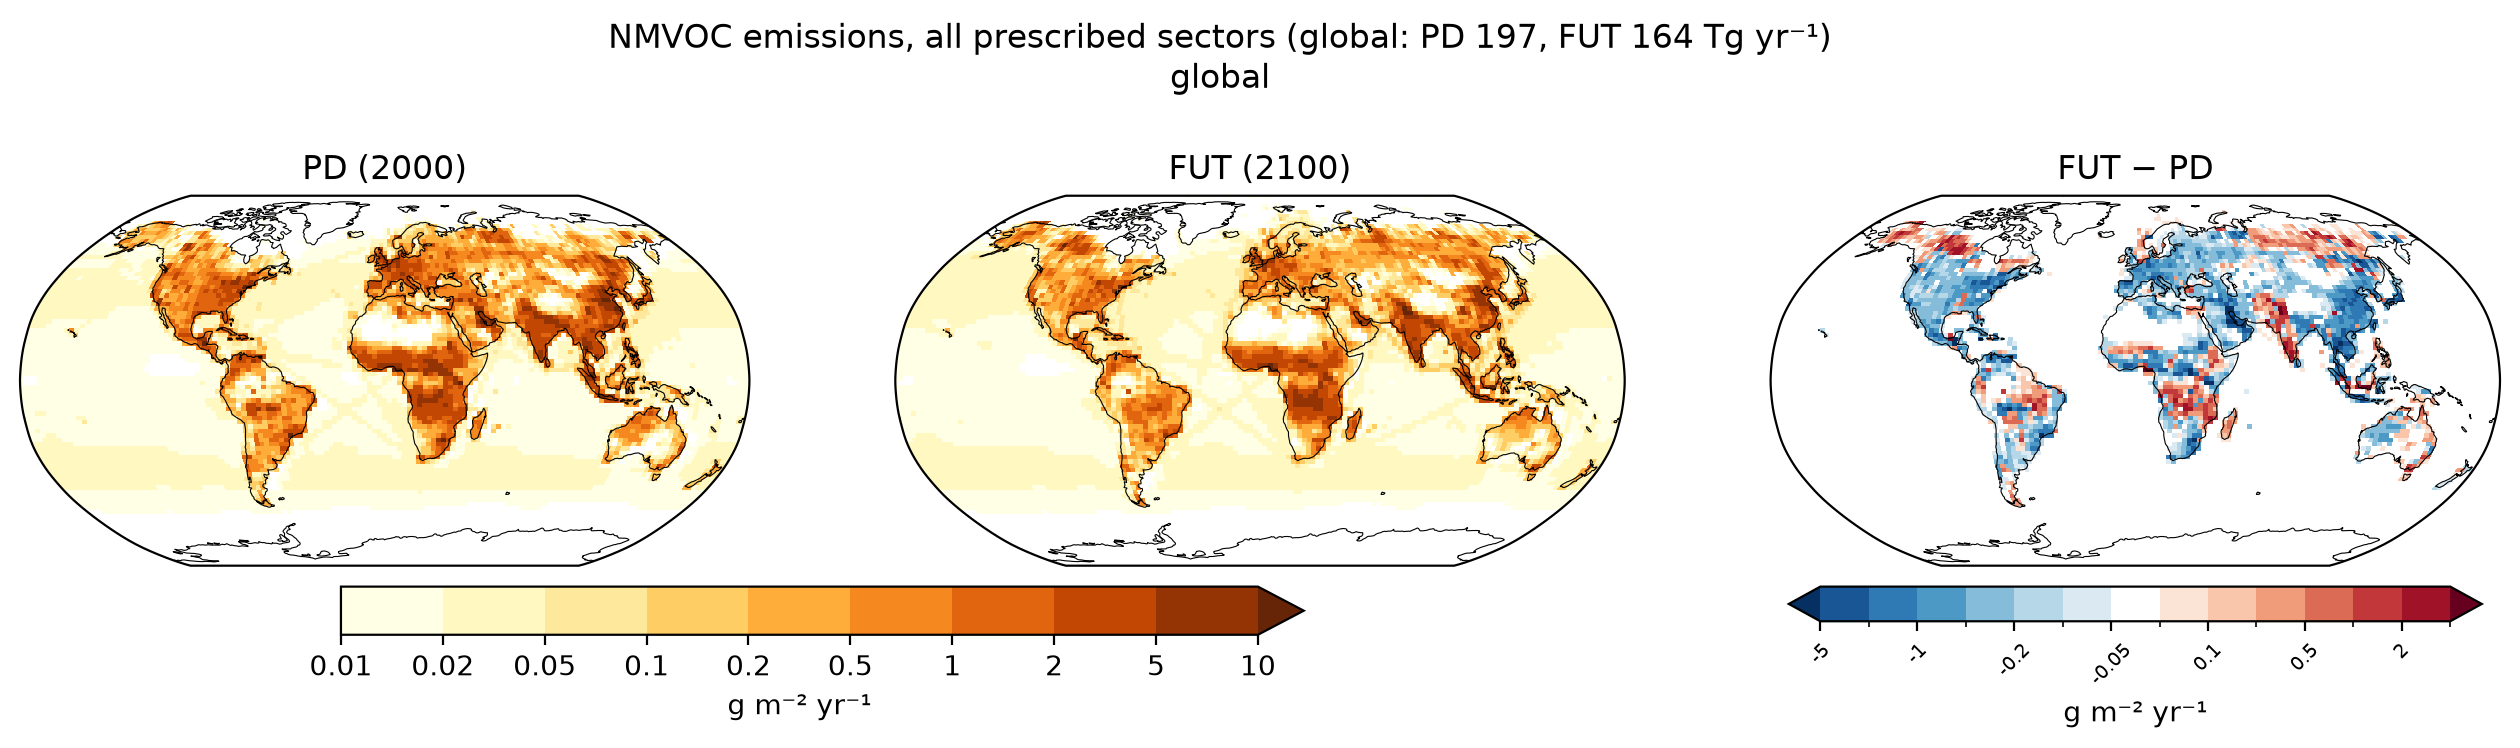 NMVOC emissions, all prescribed sectors (global: PD 197, FUT 164 Tg yr⁻¹)
global
PD (2000)
FUT (2100)
FUT − PD
0.01 0.02 0.05 0.1 0.2 0.5 1 2 5 10
g m⁻² yr⁻¹
-5 -1 -0.2 -0.05 0.1 0.5 2
g m⁻² yr⁻¹